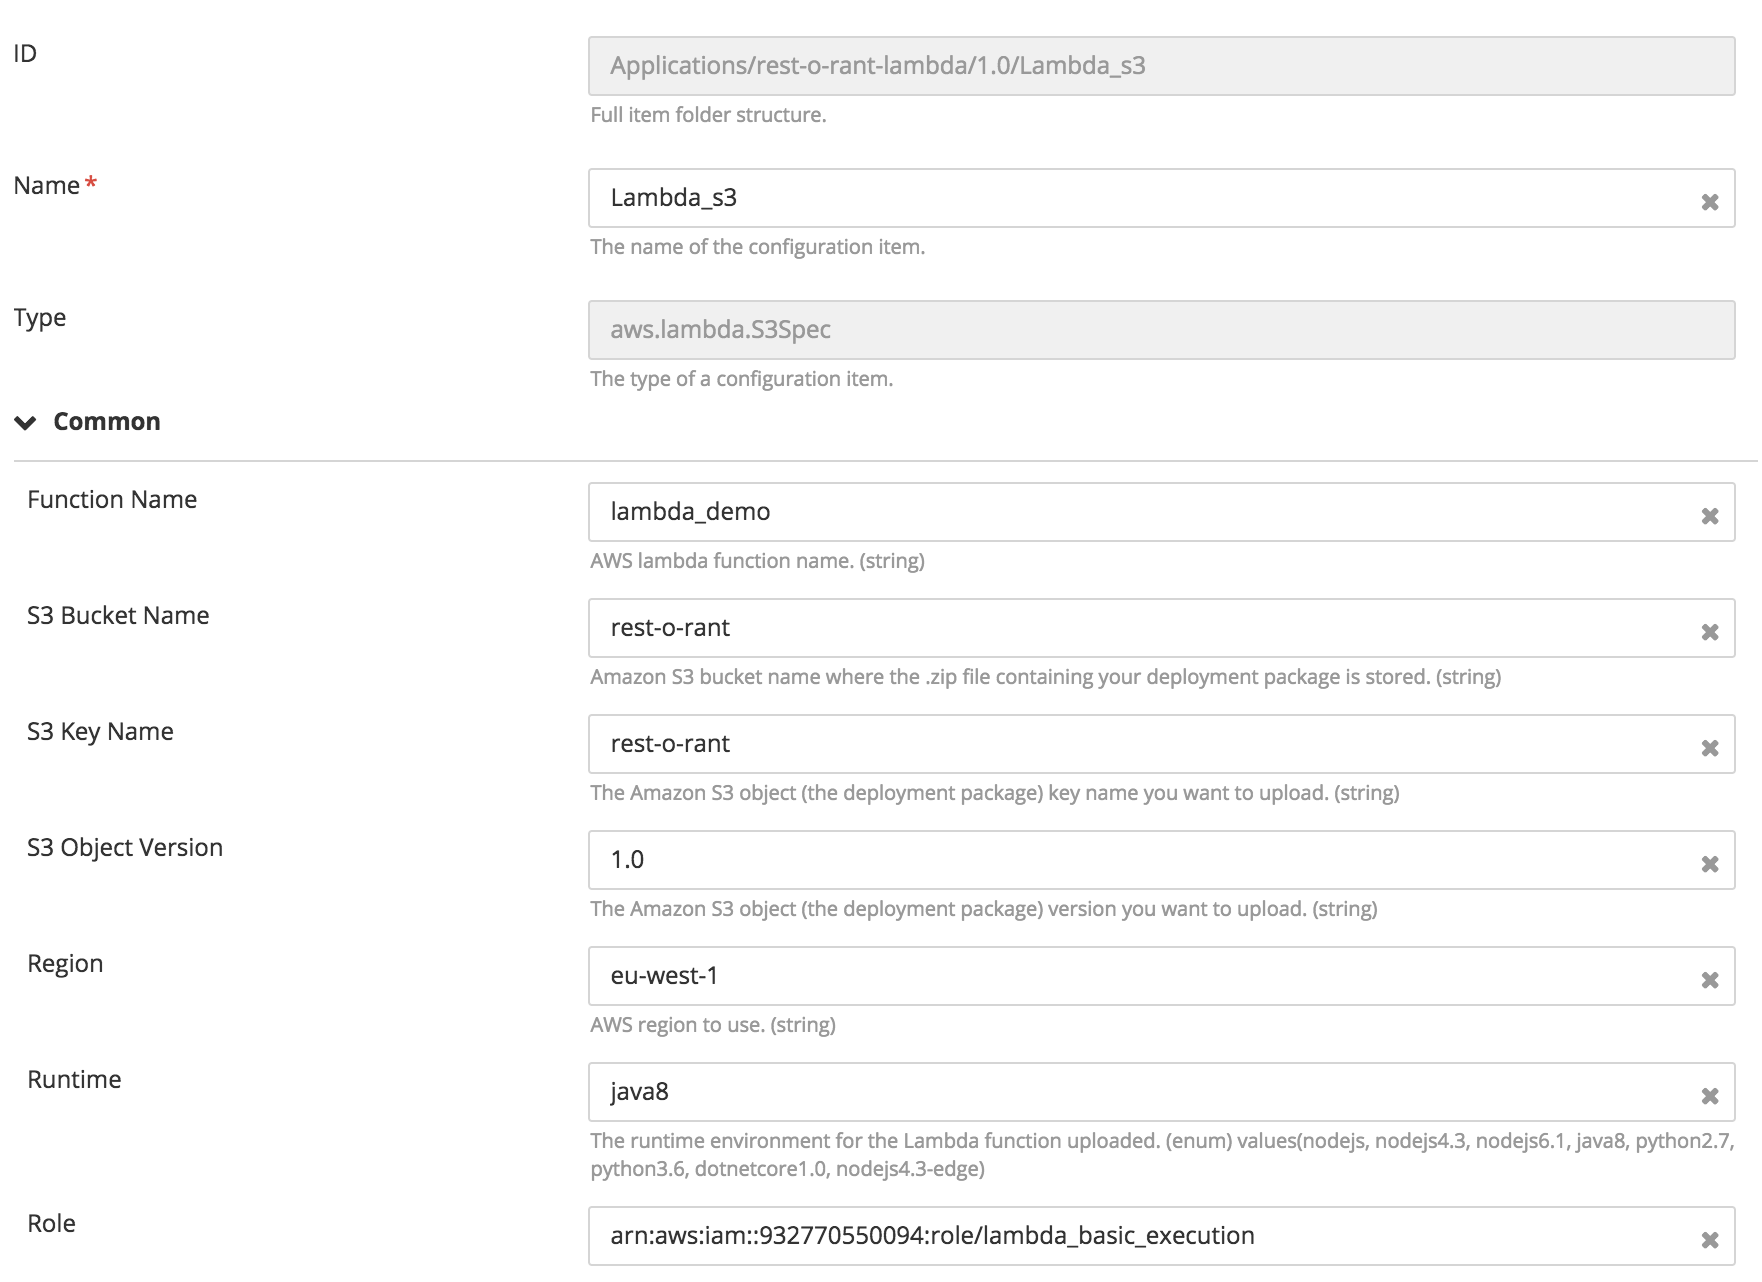 ID
Applications/rest-o-rant-lambda/1.0/Lambda_s3
Full item folder structure.
Name *
Lambda_s3
The name of the configuration item.
Type
aws.lambda.S3Spec
The type of a configuration item.
Common
Function Name
lambda_demo
AWS lambda function name. (string)
S3 Bucket Name
rest-o-rant
Amazon S3 bucket name where the .zip file containing your deployment package is stored. (string)
S3 Key Name
rest-o-rant
The Amazon S3 object (the deployment package) key name you want to upload. (string)
S3 Object Version
1.0
The Amazon S3 object (the deployment package) version you want to upload. (string)
Region
eu-west-1
AWS region to use. (string)
Runtime
java8
The runtime environment for the Lambda function uploaded. (enum) values(nodejs, nodejs4.3, nodejs6.1, java8, python2.7,
python3.6, dotnetcore1.0, nodejs4.3-edge)
Role
arn:aws:iam::932770550094:role/lambda_basic_execution